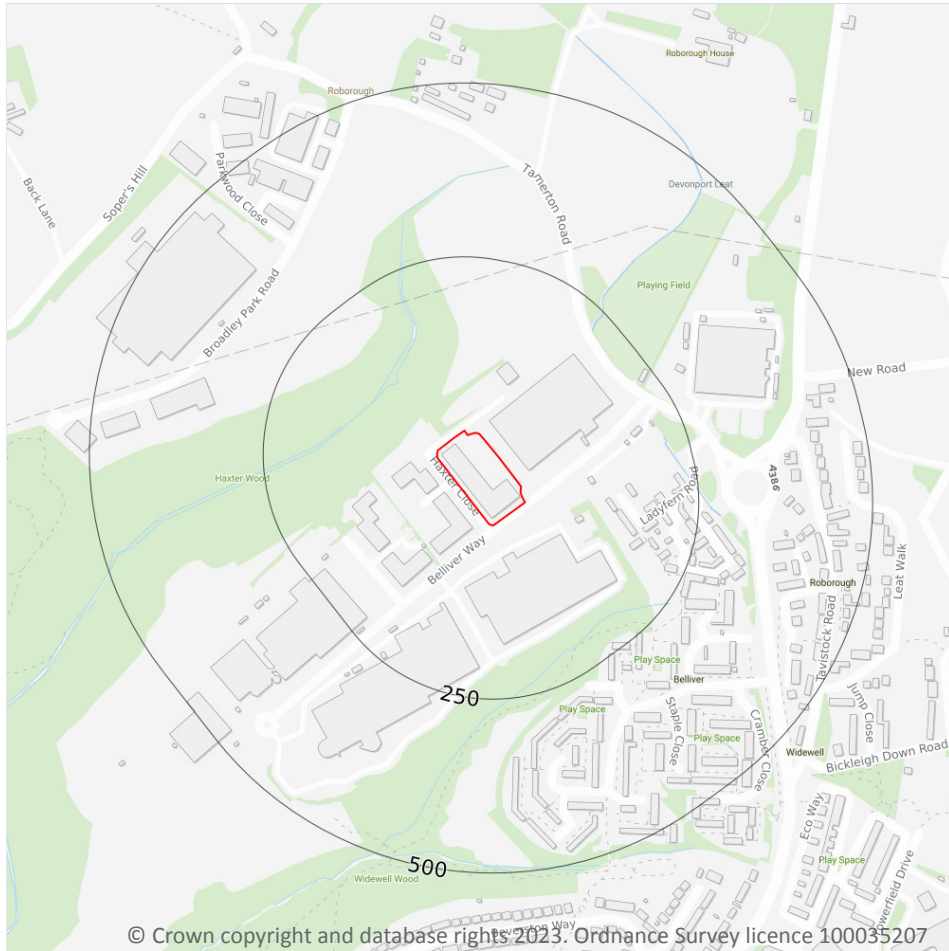 Roborough House
Roborough
Back Lane
Soper's Hill
Parkwood Close
Tamerton Road
Devonport Leat
Playing Field
Broadley Park Road
New Road
Haxter Wood
Haxter Close
A386
Ladyfern Road
Belliver Way
Roborough
Leat Walk
Tavistock Road
Play Space
Belliver
250
Play Space
Staple Close
Play Space
Cramber Close
Jump Close
Widewell
Bickleigh Down Road
Eco Way
500
Widewell Wood
Play Space
Beverston Way
© Crown copyright and database rights 2023, Ordnance Survey licence 100035207